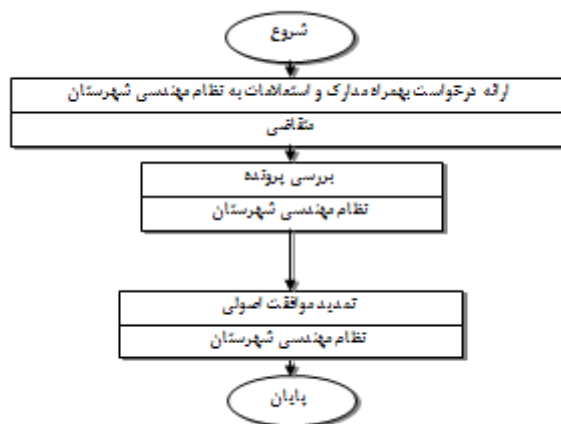 شروع
ارائه درخواست بهمراه مدارک و استعلامات به نظام مهندسی شهرستان
متقاضی
بررسی پرونده
نظام مهندسی شهرستان
تمدید موافقت اصولی
نظام مهندسی شهرستان
پایان